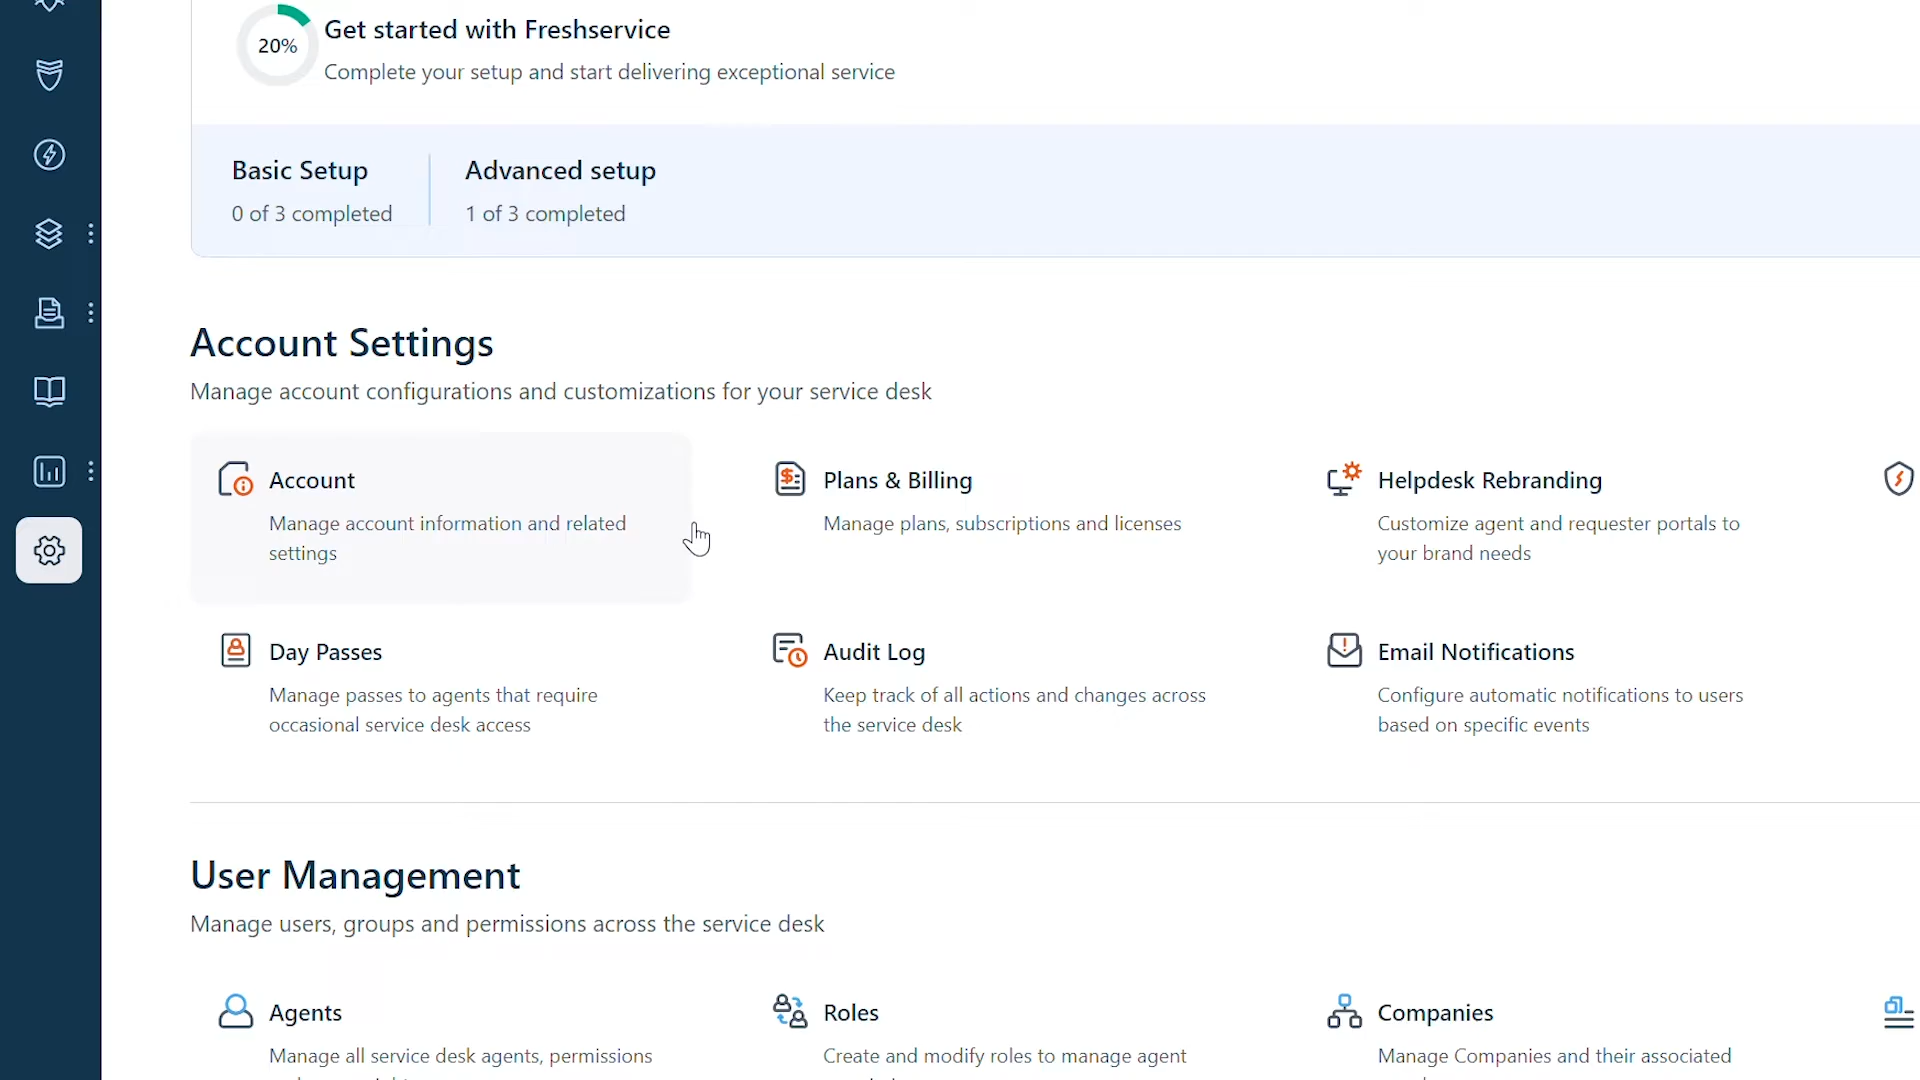 20%
Get started with Freshservice
Complete your setup and start delivering exceptional service
Basic Setup
0 of 3 completed
Advanced setup
1 of 3 completed
Account Settings
Manage account configurations and customizations for your service desk
Account
Manage account information and related
settings
Plans & Billing
Manage plans, subscriptions and licenses
Helpdesk Rebranding
Customize agent and requester portals to
your brand needs
Day Passes
Manage passes to agents that require
occasional service desk access
Audit Log
Keep track of all actions and changes across
the service desk
Email Notifications
Configure automatic notifications to users
based on specific events
User Management
Manage users, groups and permissions across the service desk
Agents
Manage all service desk agents, permissions
Roles
Create and modify roles to manage agent
Companies
Manage Companies and their associated